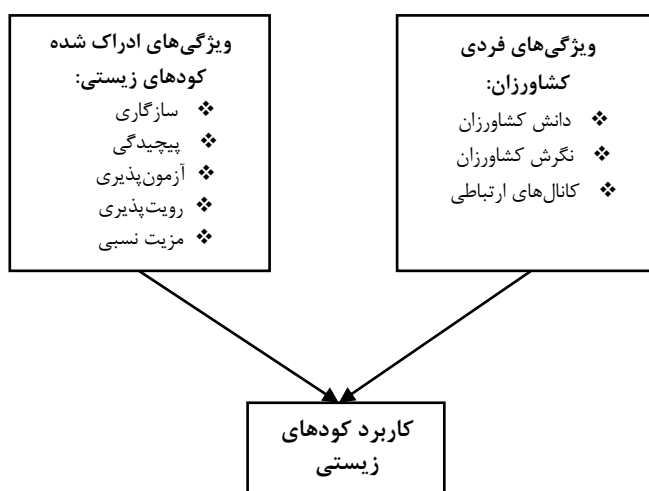 ویژگی‌های فردی
کشاورزان:
❖ دانش کشاورزان
❖ نگرش کشاورزان
❖ کانال‌های ارتباطی
ویژگی‌های ادراک شده
کودهای زیستی:
❖ سازگاری
❖ پیچیدگی
❖ آزمون‌پذیری
❖ رویت‌پذیری
❖ مزیت نسبی
کاربرد کودهای
زیستی